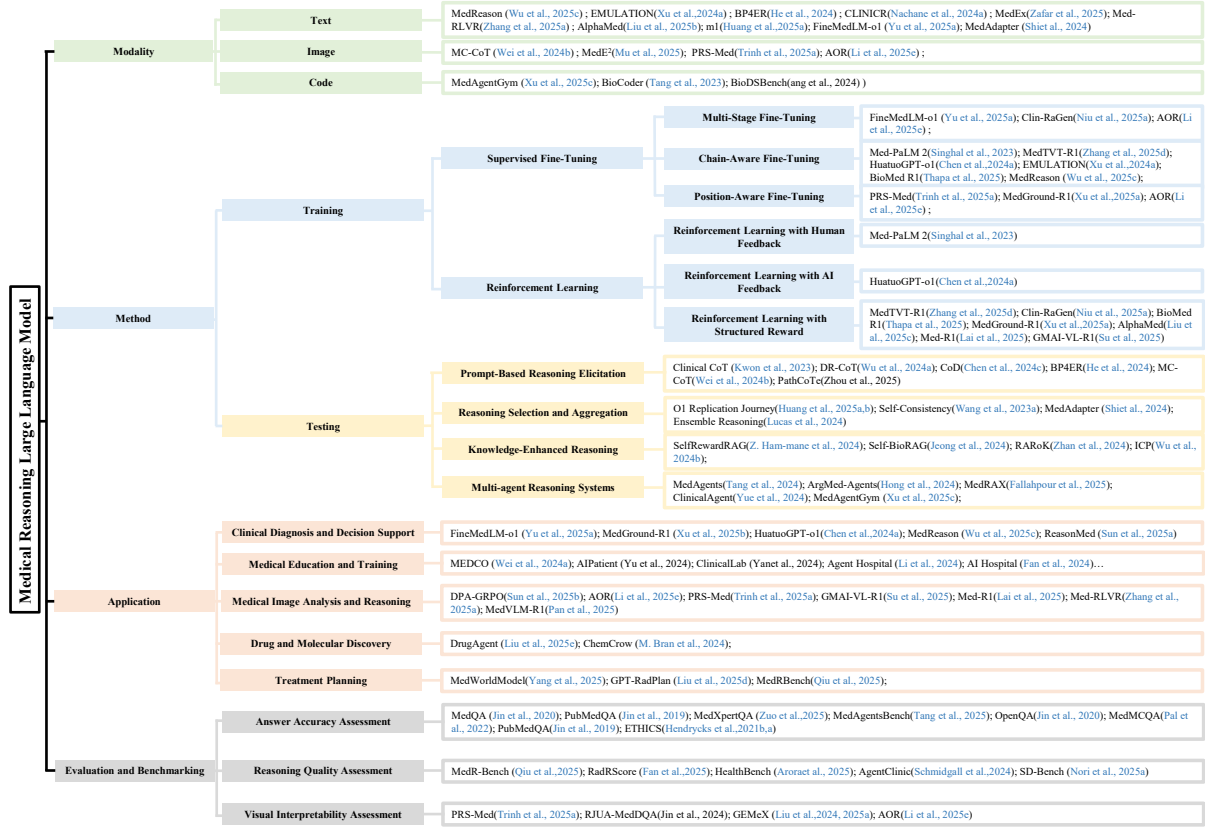 Medical Reasoning Large Language Model
Modality
Text
MedReason (Wu et al., 2025c) ; EMULATION(Xu et al.,2024a) ; BP4ER(He et al., 2024) ; CLINICR(Nachane et al., 2024a) ; MedEx(Zafar et al., 2025); Med-
RLVR(Zhang et al., 2025a) ; AlphaMed(Liu et al., 2025b); m1(Huang et al.,2025a); FineMedLM-o1 (Yu et al., 2025a); MedAdapter (Shiet al., 2024)
Image
MC-CoT (Wei et al., 2024b) ; MedE²(Mu et al., 2025); PRS-Med(Trinh et al., 2025a); AOR(Li et al., 2025e) ;
Code
MedAgentGym (Xu et al., 2025c); BioCoder (Tang et al., 2023); BioDSBench(ang et al., 2024) )
Method
Training
Supervised Fine-Tuning
Multi-Stage Fine-Tuning
FineMedLM-o1 (Yu et al., 2025a); Clin-RaGen(Niu et al., 2025a); AOR(Li
et al., 2025e) ;
Chain-Aware Fine-Tuning
Med-PaLM 2(Singhal et al., 2023); MedTVT-R1(Zhang et al., 2025d);
HuatuoGPT-o1(Chen et al.,2024a); EMULATION(Xu et al.,2024a);
BioMed R1(Thapa et al., 2025); MedReason (Wu et al., 2025c);
Position-Aware Fine-Tuning
PRS-Med(Trinh et al., 2025a); MedGround-R1(Xu et al.,2025a); AOR(Li
et al., 2025e) ;
Reinforcement Learning
Reinforcement Learning with Human
Feedback
Med-PaLM 2(Singhal et al., 2023)
Reinforcement Learning with AI
Feedback
HuatuoGPT-o1(Chen et al.,2024a)
Reinforcement Learning with
Structured Reward
MedTVT-R1(Zhang et al., 2025d); Clin-RaGen(Niu et al., 2025a); BioMed
R1(Thapa et al., 2025); MedGround-R1(Xu et al.,2025a); AlphaMed(Liu et
al., 2025c); Med-R1(Lai et al., 2025); GMAI-VL-R1(Su et al., 2025)
Testing
Prompt-Based Reasoning Elicitation
Clinical CoT (Kwon et al., 2023); DR-CoT(Wu et al., 2024a); CoD(Chen et al., 2024c); BP4ER(He et al., 2024); MC-
CoT(Wei et al., 2024b); PathCoTe(Zhou et al., 2025)
Reasoning Selection and Aggregation
O1 Replication Journey(Huang et al., 2025a,b); Self-Consistency(Wang et al., 2023a); MedAdapter (Shiet al., 2024);
Ensemble Reasoning(Lucas et al., 2024)
Knowledge-Enhanced Reasoning
SelfRewardRAG(Z. Ham-mane et al., 2024); Self-BioRAG(Jeong et al., 2024); RARoK(Zhan et al., 2024); ICP(Wu et al.,
2024b);
Multi-agent Reasoning Systems
MedAgents(Tang et al., 2024); ArgMed-Agents(Hong et al., 2024); MedRAX(Fallahpour et al., 2025);
ClinicalAgent(Yue et al., 2024); MedAgentGym (Xu et al., 2025c);
Application
Clinical Diagnosis and Decision Support
FineMedLM-o1 (Yu et al., 2025a); MedGround-R1 (Xu et al., 2025b); HuatuoGPT-o1(Chen et al.,2024a); MedReason (Wu et al., 2025c); ReasonMed (Sun et al., 2025a)
Medical Education and Training
MEDCO (Wei et al., 2024a); AIPatient (Yu et al., 2024); ClinicalLab (Yanet al., 2024); Agent Hospital (Li et al., 2024); AI Hospital (Fan et al., 2024)…
Medical Image Analysis and Reasoning
DPA-GRPO(Sun et al., 2025b); AOR(Li et al., 2025e); PRS-Med(Trinh et al., 2025a); GMAI-VL-R1(Su et al., 2025); Med-R1(Lai et al., 2025); Med-RLVR(Zhang et al.,
2025a); MedVLM-R1(Pan et al., 2025)
Drug and Molecular Discovery
DrugAgent (Liu et al., 2025e); ChemCrow (M. Bran et al., 2024);
Treatment Planning
MedWorldModel(Yang et al., 2025); GPT-RadPlan (Liu et al., 2025d); MedRBench(Qiu et al., 2025);
Evaluation and Benchmarking
Answer Accuracy Assessment
MedQA (Jin et al., 2020); PubMedQA (Jin et al., 2019); MedXpertQA (Zuo et al.,2025); MedAgentsBench(Tang et al., 2025); OpenQA(Jin et al., 2020); MedMCQA(Pal et
al., 2022); PubMedQA(Jin et al., 2019); ETHICS(Hendrycks et al.,2021b,a)
Reasoning Quality Assessment
MedR-Bench (Qiu et al.,2025); RadRScore (Fan et al.,2025); HealthBench (Aroraet al., 2025); AgentClinic(Schmidgall et al.,2024); SD-Bench (Nori et al., 2025a)
Visual Interpretability Assessment
PRS-Med(Trinh et al., 2025a); RJUA-MedDQA(Jin et al., 2024); GEMeX (Liu et al.,2024, 2025a); AOR(Li et al., 2025e)